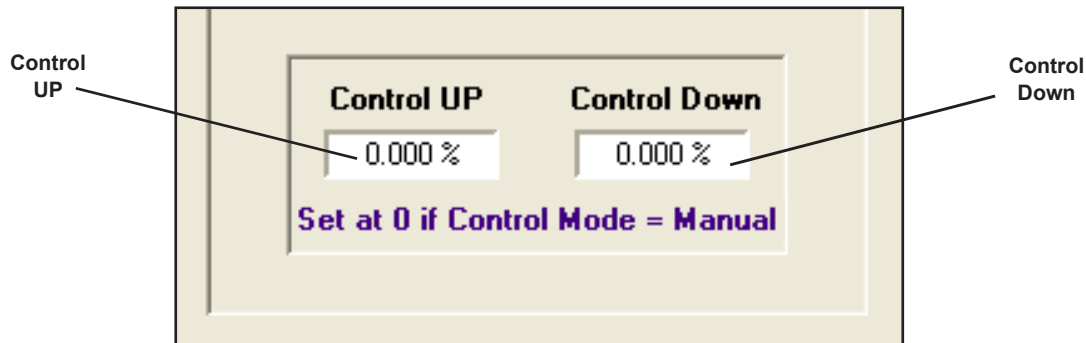 Control
UP
Control UP
Control Down
0.000 %
0.000 %
Set at 0 if Control Mode = Manual
Control
Down